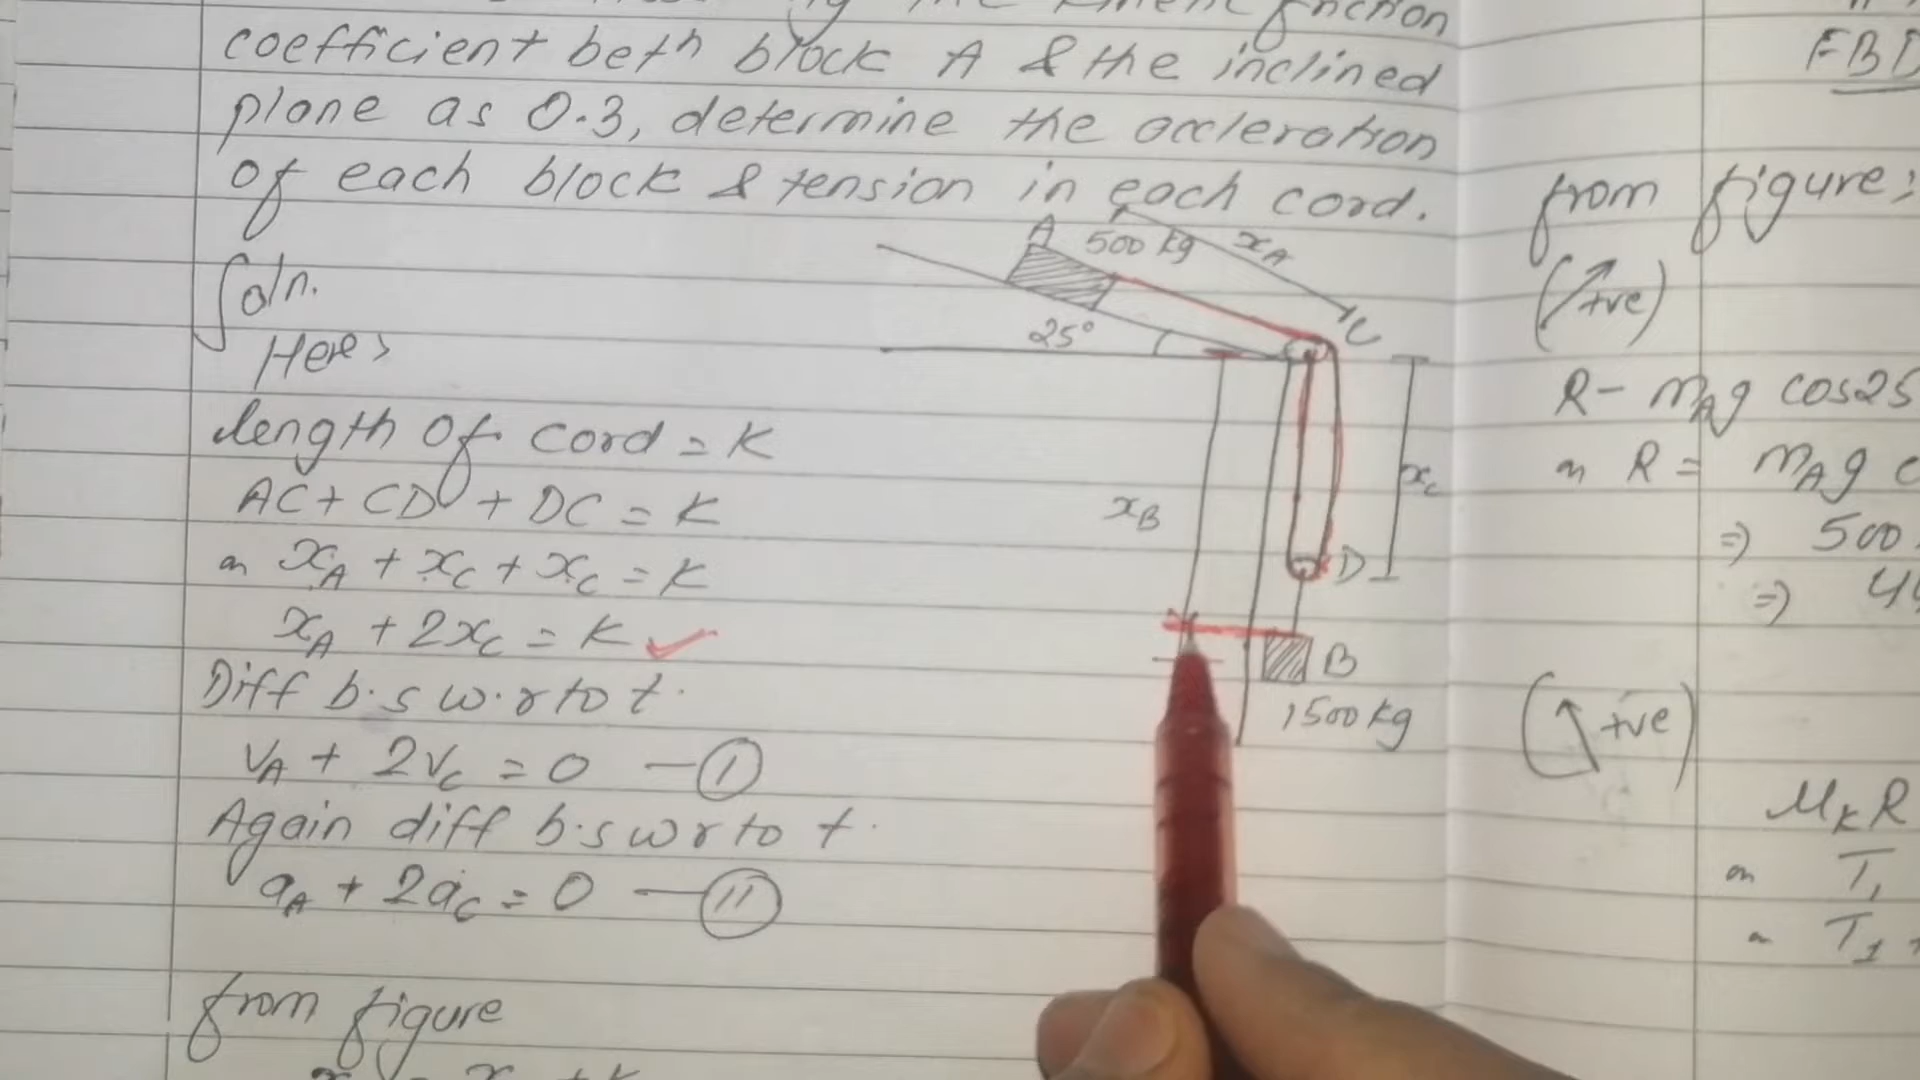 coefficient betn block A & the inclined
plane as 0.3, determine the accleration
of each block & tension in each cord.
Soln.
Here,
length of cord = K
AC + CD + DC = K
or xA + xC + xC = K
xA + 2xC = K
Diff b.s w.r to t.
vA + 2vC = 0 — (I)
Again diff b.s w r to t.
aA + 2aC = 0 — (II)
from figure
A
500 kg
xA
C
25°
xB
xC
D
B
1500 kg
FBD
from figure,
(↗ +ve)
R - mAg cos25
or R = mAg
=> 500
=> 4
(↖ +ve)
μKR
or T1
or T1